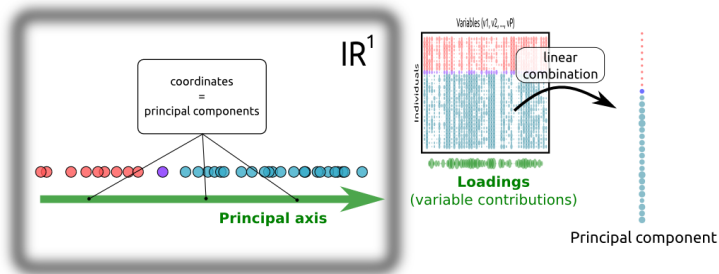 IR¹
coordinates
=
principal components
Principal axis
Variables (v1, v2, ..., vP)
Individuals
linear
combination
Loadings
(variable contributions)
Principal component